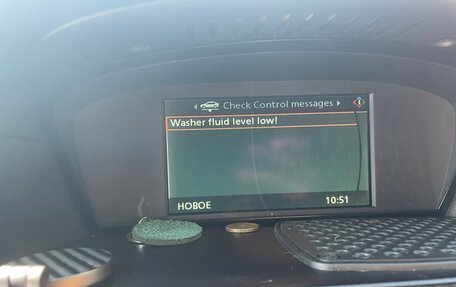 Check Control messages
Washer fluid level low!
НОВОЕ 10:51